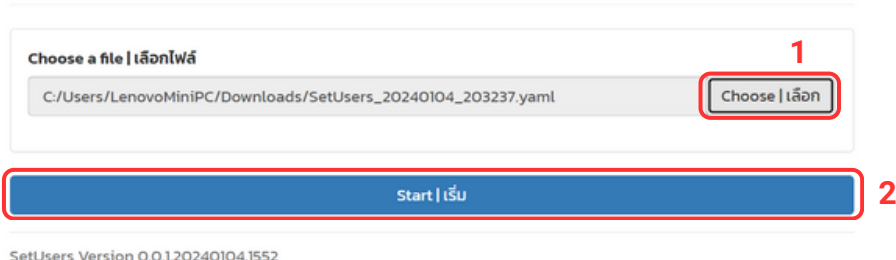 Choose a file | เลือกไฟล์
1
C:/Users/LenovoMiniPC/Downloads/SetUsers_20240104_203237.yaml
Choose | เลือก
Start | เริ่ม
2
SetUsers Version 0.0.1.20240104.1552